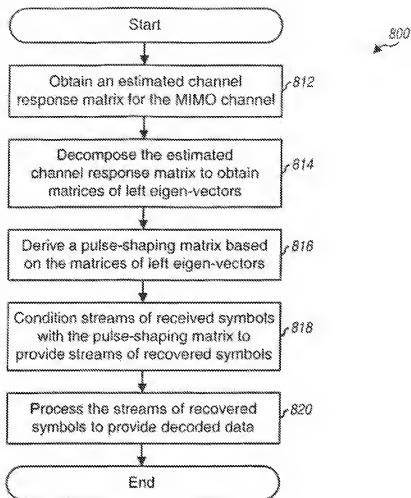 Start
800
Obtain an estimated channel
response matrix for the MIMO channel
812
Decompose the estimated
channel response matrix to obtain
matrices of left eigen-vectors
814
Derive a pulse-shaping matrix based
on the matrices of left eigen-vectors
816
Condition streams of received symbols
with the pulse-shaping matrix to
provide streams of recovered symbols
818
Process the streams of recovered
symbols to provide decoded data
820
End